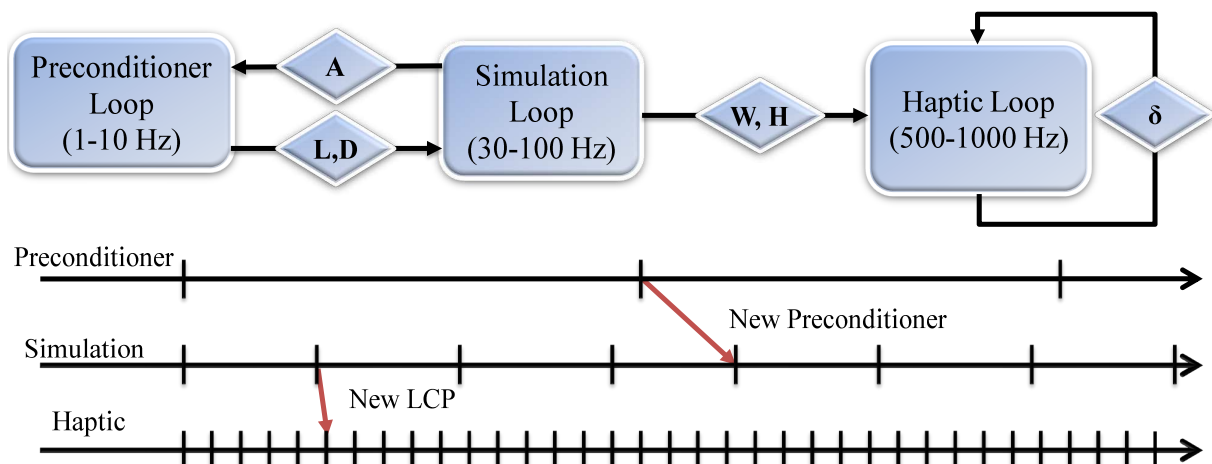 Preconditioner
Loop
(1-10 Hz)
A
L,D
Simulation
Loop
(30-100 Hz)
W, H
Haptic Loop
(500-1000 Hz)
δ
Preconditioner
New Preconditioner
Simulation
New LCP
Haptic